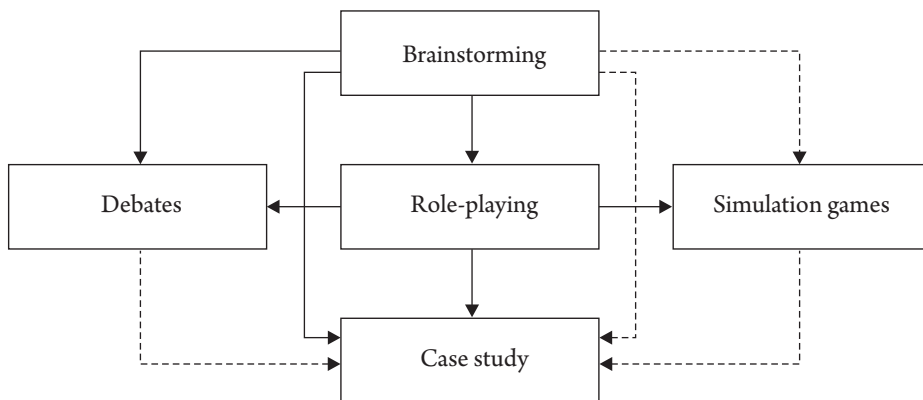 Brainstorming
Debates
Role-playing
Simulation games
Case study